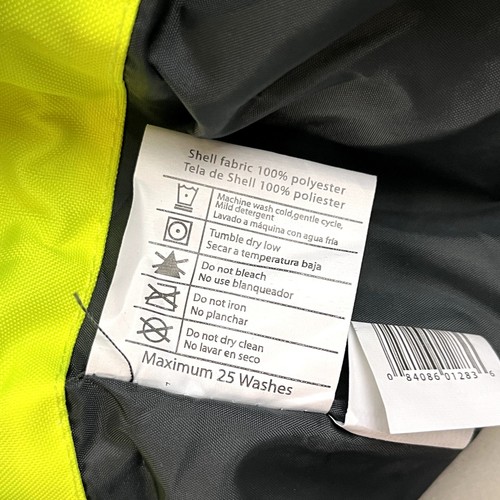 Shell fabric 100% polyester
Tela de Shell 100% poliester
Machine wash cold,gentle cycle,
Mild detergent
Lavado a máquina con agua fría
Tumble dry low
Secar a temperatura baja
Do not bleach
No use blanqueador
Do not iron
No planchar
Do not dry clean
No lavar en seco
Maximum 25 Washes
0 84086 01283 6